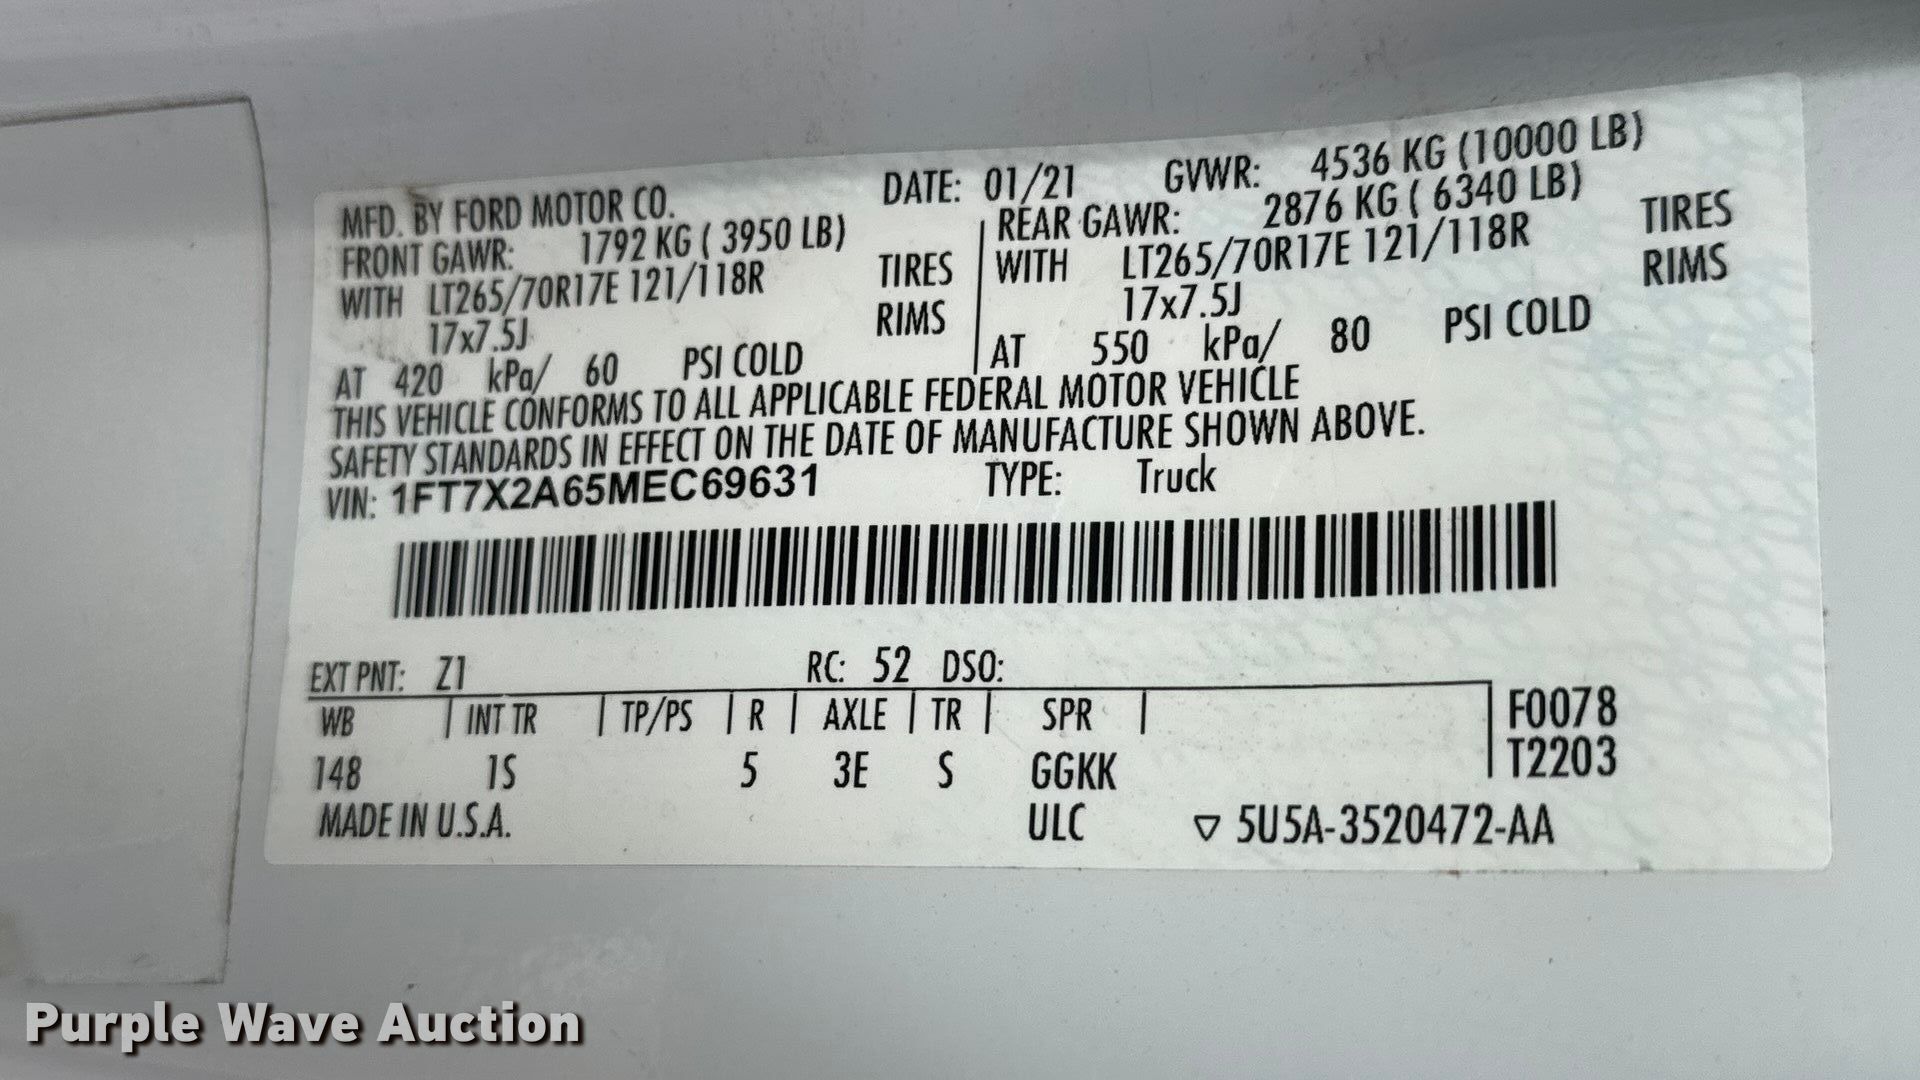 MFD. BY FORD MOTOR CO. DATE: 01/21 GVWR: 4536 KG (10000 LB)
FRONT GAWR: 1792 KG ( 3950 LB) REAR GAWR: 2876 KG ( 6340 LB)
WITH LT265/70R17E 121/118R TIRES WITH LT265/70R17E 121/118R TIRES
17x7.5J RIMS 17x7.5J RIMS
AT 420 kPa/ 60 PSI COLD AT 550 kPa/ 80 PSI COLD
THIS VEHICLE CONFORMS TO ALL APPLICABLE FEDERAL MOTOR VEHICLE
SAFETY STANDARDS IN EFFECT ON THE DATE OF MANUFACTURE SHOWN ABOVE.
VIN: 1FT7X2A65MEC69631 TYPE: Truck
EXT PNT: Z1 RC: 52 DSO:
WB INT TR TP/PS R AXLE TR SPR F0078
148 1S 5 3E S GGKK T2203
MADE IN U.S.A. ULC ▽ 5U5A-3520472-AA
Purple Wave Auction